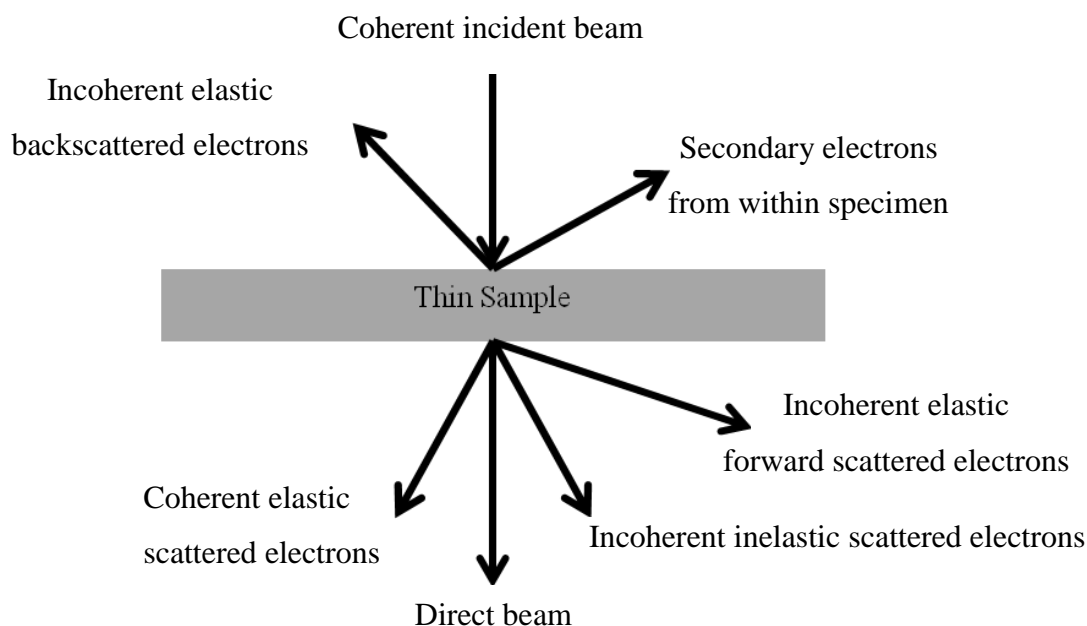 Coherent incident beam
Incoherent elastic
backscattered electrons
Secondary electrons
from within specimen
Thin Sample
Incoherent elastic
forward scattered electrons
Coherent elastic
scattered electrons
Incoherent inelastic scattered electrons
Direct beam